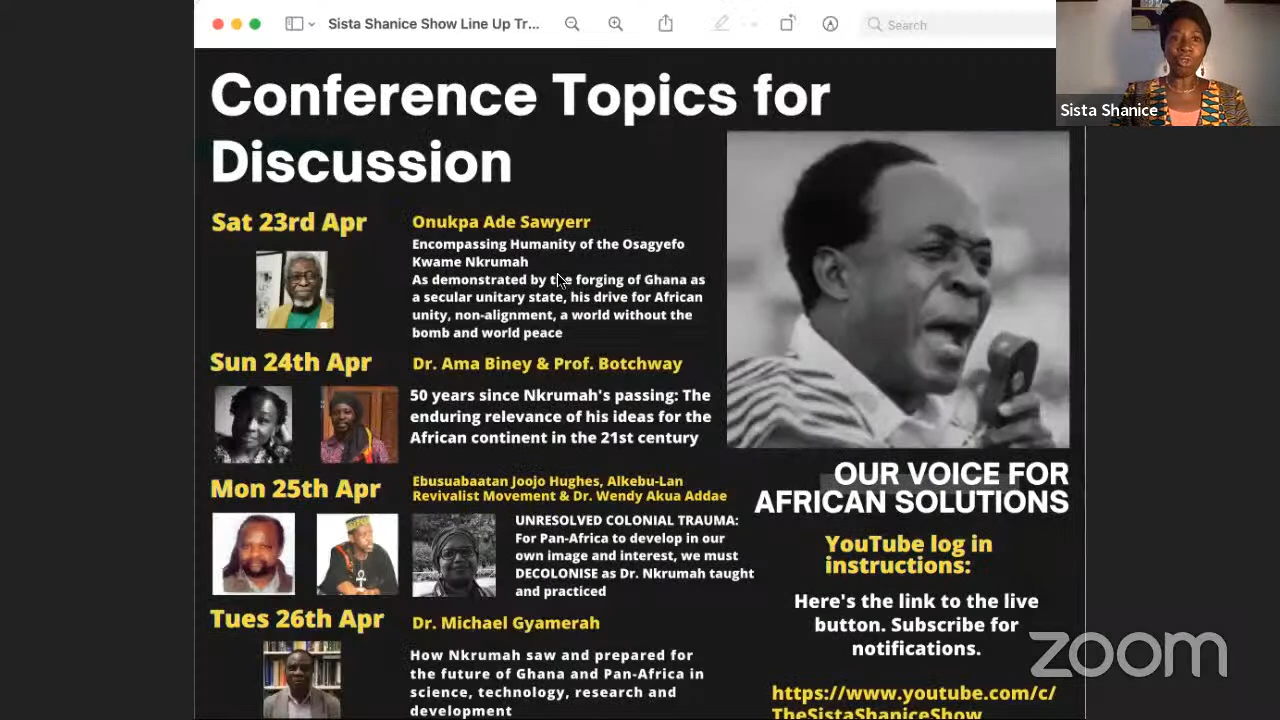 Sista Shanice Show Line Up Tr...
Search
Sista Shanice
Conference Topics for
Discussion
Sat 23rd Apr
Onukpa Ade Sawyerr
Encompassing Humanity of the Osagyefo
Kwame Nkrumah
As demonstrated by the forging of Ghana as
a secular unitary state, his drive for African
unity, non-alignment, a world without the
bomb and world peace
Sun 24th Apr
Dr. Ama Biney & Prof. Botchway
50 years since Nkrumah's passing: The
enduring relevance of his ideas for the
African continent in the 21st century
Mon 25th Apr
Ebusuabaatan Joojo Hughes, Alkebu-Lan
Revivalist Movement & Dr. Wendy Akua Addae
UNRESOLVED COLONIAL TRAUMA:
For Pan-Africa to develop in our
own image and interest, we must
DECOLONISE as Dr. Nkrumah taught
and practiced
Tues 26th Apr
Dr. Michael Gyamerah
How Nkrumah saw and prepared for
the future of Ghana and Pan-Africa in
science, technology, research and
development
OUR VOICE FOR
AFRICAN SOLUTIONS
YouTube log in
instructions:
Here's the link to the live
button. Subscribe for
notifications.
https://www.youtube.com/c/
TheSistaShaniceShow
zoom